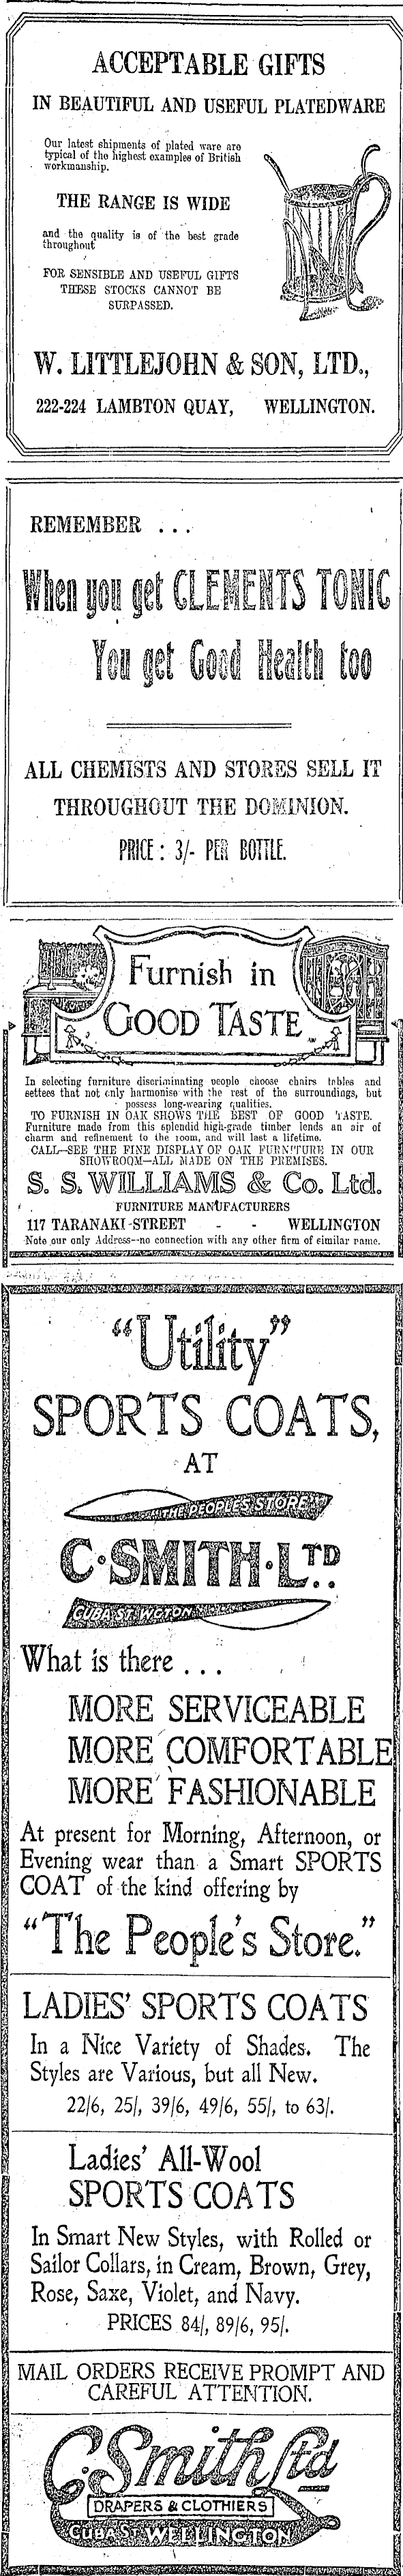 ACCEPTABLE GIFTS
IN BEAUTIFUL AND USEFUL PLATEDWARE
Our latest shipments of plated ware are
typical of the highest examples of British
workmanship.
THE RANGE IS WIDE
and the quality is of the best grade
throughout
FOR SENSIBLE AND USEFUL GIFTS
THESE STOCKS CANNOT BE
SURPASSED.
W. LITTLEJOHN & SON, LTD.,
222-224 LAMBTON QUAY, WELLINGTON.
REMEMBER . . .
When you get CLEMENTS TONIC
You get Good Health too
ALL CHEMISTS AND STORES SELL IT
THROUGHOUT THE DOMINION.
PRICE : 3/- PER BOTTLE.
Furnish in
GOOD TASTE
In selecting furniture discriminating people choose chairs tables and
settees that not only harmonise with the rest of the surroundings, but
possess long-wearing qualities.
TO FURNISH IN OAK SHOWS THE BEST OF GOOD TASTE.
Furniture made from this splendid high-grade timber lends an air of
charm and refinement to the room, and will last a lifetime.
CALL—SEE THE FINE DISPLAY OF OAK FURNITURE IN OUR
SHOWROOM—ALL MADE ON THE PREMISES.
S. S. WILLIAMS & Co. Ltd.
FURNITURE MANUFACTURERS
117 TARANAKI STREET - - WELLINGTON
Note our only Address—no connection with any other firm of similar name.
"Utility"
SPORTS COATS,
AT
THE PEOPLES STORE
C·SMITH·LTD.
CUBA ST. WGTON
What is there . . .
MORE SERVICEABLE
MORE COMFORTABLE
MORE FASHIONABLE
At present for Morning, Afternoon, or
Evening wear than a Smart SPORTS
COAT of the kind offering by
"The People's Store."
LADIES' SPORTS COATS
In a Nice Variety of Shades. The
Styles are Various, but all New.
22/6, 25/, 39/6, 49/6, 55/, to 63/.
Ladies' All-Wool
SPORTS COATS
In Smart New Styles, with Rolled or
Sailor Collars, in Cream, Brown, Grey,
Rose, Saxe, Violet, and Navy.
PRICES 84/, 89/6, 95/.
MAIL ORDERS RECEIVE PROMPT AND
CAREFUL ATTENTION.
C. Smith Ltd
DRAPERS & CLOTHIERS
CUBA ST WELLINGTON